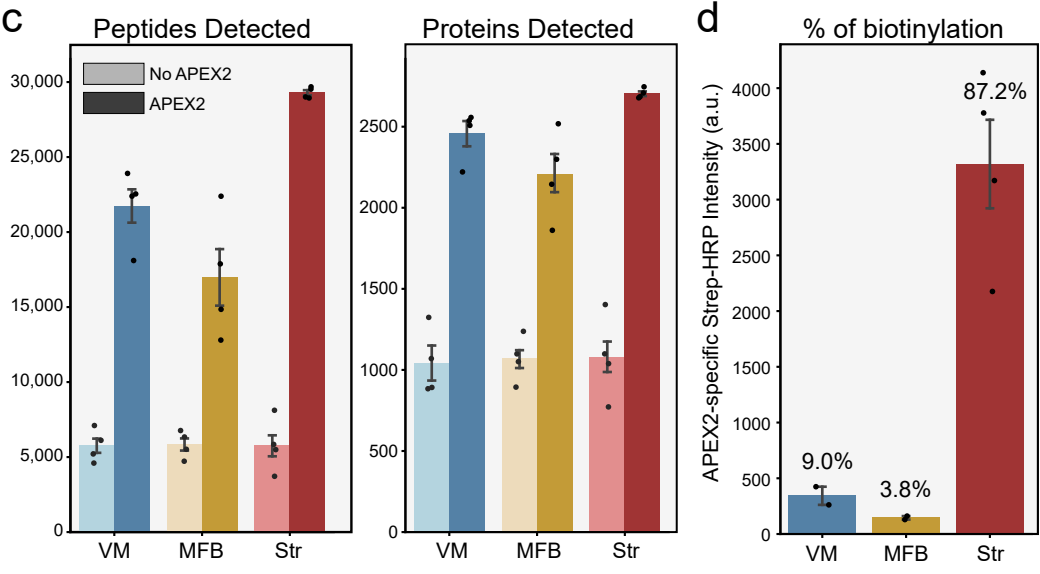 c
Peptides Detected
No APEX2
APEX2
30,000
25,000
20,000
15,000
10,000
5,000
0
VM MFB Str
Proteins Detected
2500
2000
1500
1000
500
0
VM MFB Str
d
% of biotinylation
APEX2-specific Strep-HRP Intensity (a.u.)
4000
3500
3000
2500
2000
1500
1000
500
0
9.0%
3.8%
87.2%
VM MFB Str